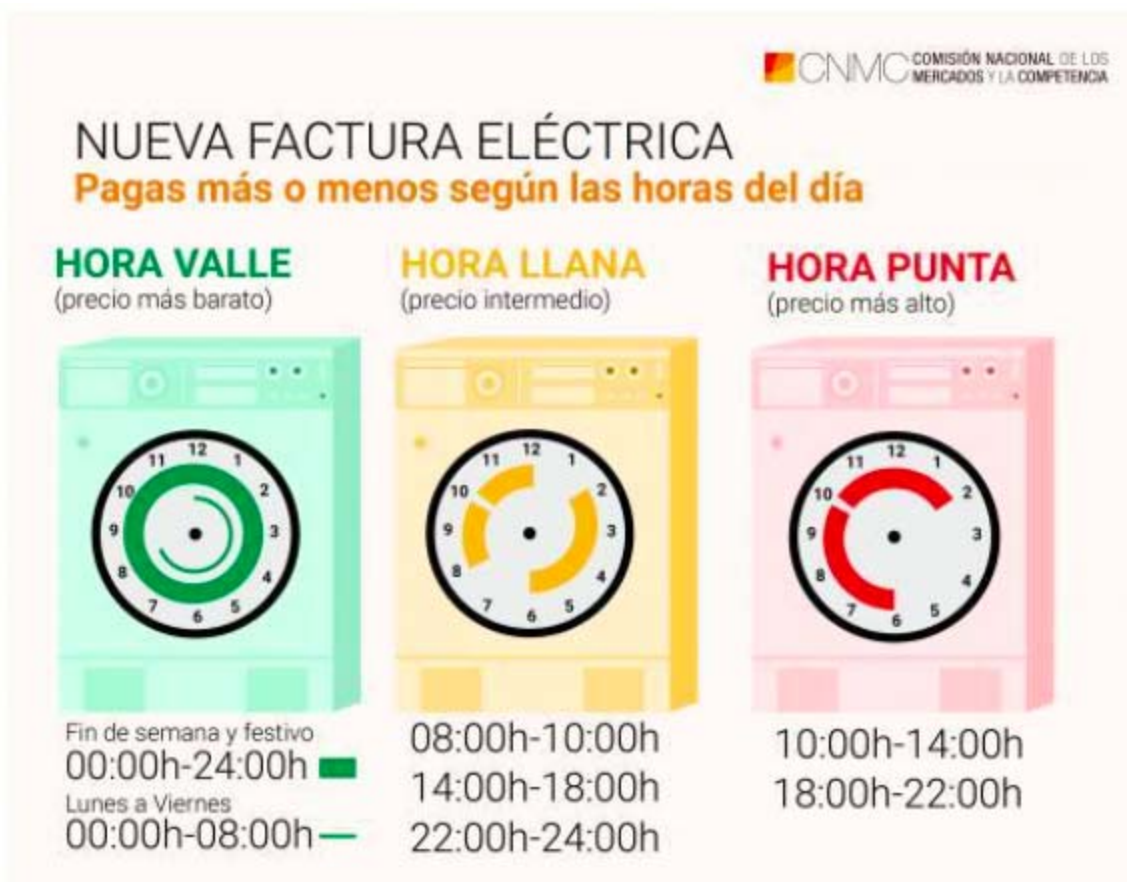 CNMC COMISIÓN NACIONAL DE LOS
MERCADOS Y LA COMPETENCIA
NUEVA FACTURA ELÉCTRICA
Pagas más o menos según las horas del día
HORA VALLE
(precio más barato)
12
11 1
10 2
9 3
8 4
7 5
6
Fin de semana y festivo
00:00h-24:00h
Lunes a Viernes
00:00h-08:00h
HORA LLANA
(precio intermedio)
12
11 1
10 2
9 3
8 4
7 5
6
08:00h-10:00h
14:00h-18:00h
22:00h-24:00h
HORA PUNTA
(precio más alto)
12
11 1
10 2
9 3
8 4
7 5
6
10:00h-14:00h
18:00h-22:00h